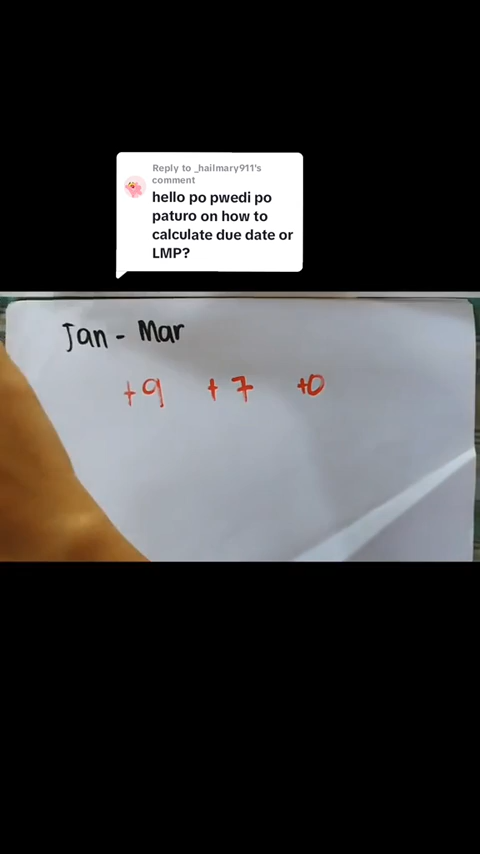 Reply to _hailmary911's
comment
hello po pwedi po
paturo on how to
calculate due date or
LMP?
Jan - Mar
+9 +7 +0